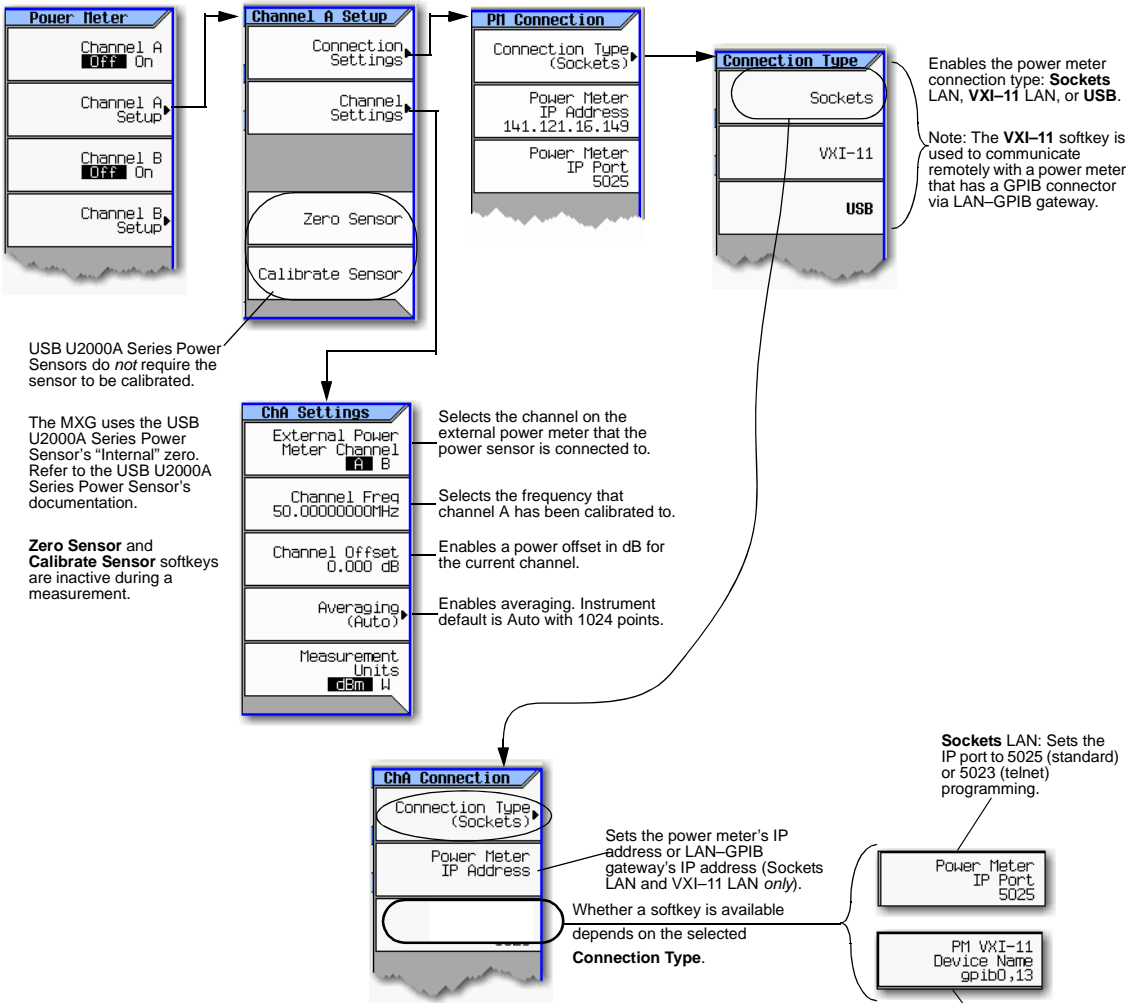 Power Meter
Channel A
Off On
Channel A
Setup
Channel B
Off On
Channel B
Setup
Channel A Setup
Connection
Settings
Channel
Settings
Zero Sensor
Calibrate Sensor
PM Connection
Connection Type
(Sockets)
Power Meter
IP Address
141.121.16.149
Power Meter
IP Port
5025
Connection Type
Sockets
VXI-11
USB
Enables the power meter
connection type: Sockets
LAN, VXI–11 LAN, or USB.
Note: The VXI–11 softkey is
used to communicate
remotely with a power meter
that has a GPIB connector
via LAN–GPIB gateway.
USB U2000A Series Power
Sensors do not require the
sensor to be calibrated.
The MXG uses the USB
U2000A Series Power
Sensor's “Internal” zero.
Refer to the USB U2000A
Series Power Sensor's
documentation.
Zero Sensor and
Calibrate Sensor softkeys
are inactive during a
measurement.
ChA Settings
External Power
Meter Channel
A B
Channel Freq
50.00000000MHz
Channel Offset
0.000 dB
Averaging
(Auto)
Measurement
Units
dBm W
Selects the channel on the
external power meter that the
power sensor is connected to.
Selects the frequency that
channel A has been calibrated to.
Enables a power offset in dB for
the current channel.
Enables averaging. Instrument
default is Auto with 1024 points.
ChA Connection
Connection Type
(Sockets)
Power Meter
IP Address
Sets the power meter's IP
address or LAN–GPIB
gateway's IP address (Sockets
LAN and VXI–11 LAN only).
Whether a softkey is available
depends on the selected
Connection Type.
Sockets LAN: Sets the
IP port to 5025 (standard)
or 5023 (telnet)
programming.
Power Meter
IP Port
5025
PM VXI-11
Device Name
gpib0,13